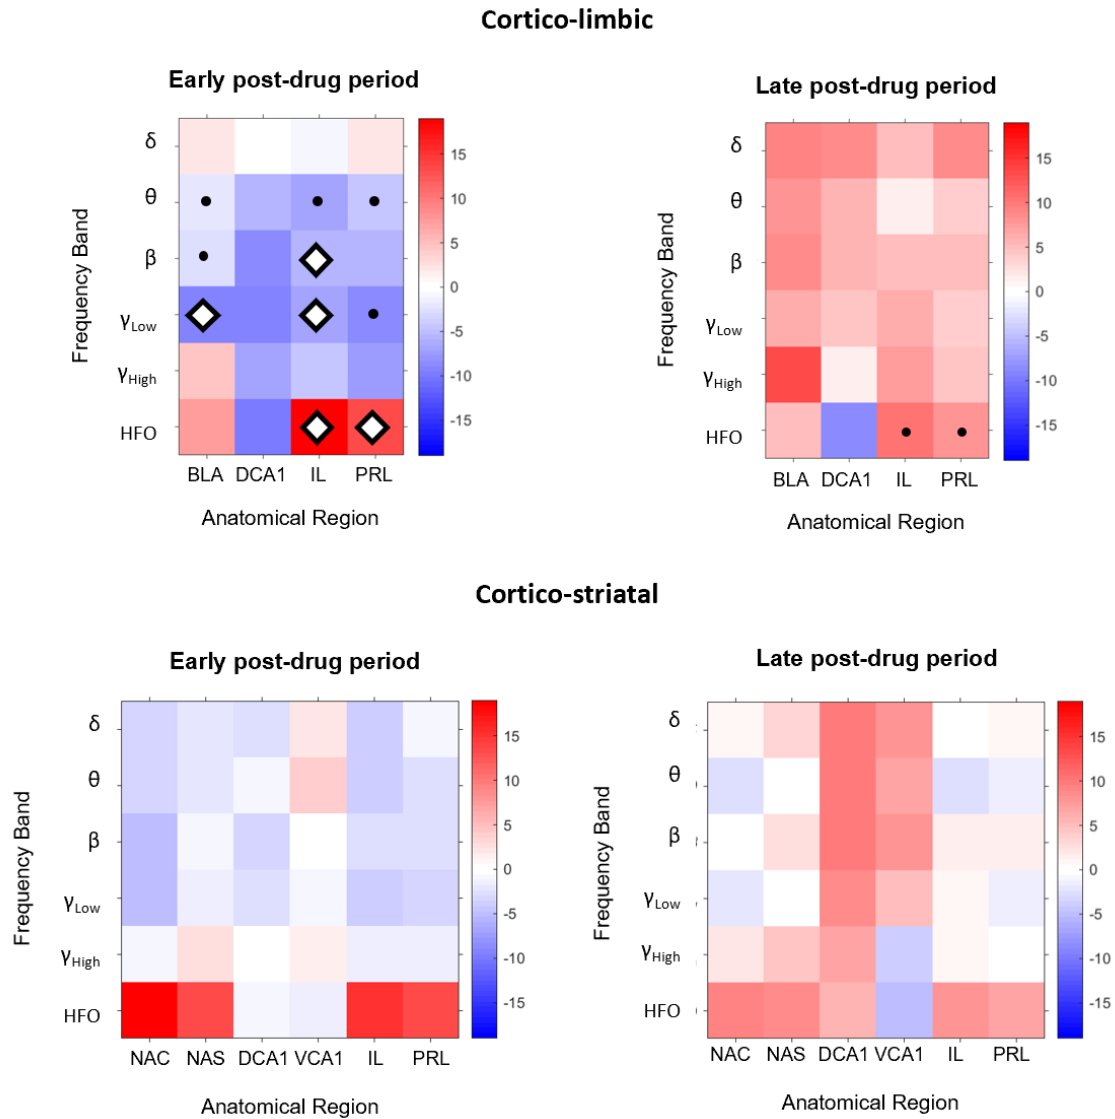 Cortico-limbic
Early post-drug period
Late post-drug period
Frequency Band
δ
θ
β
γLow
γHigh
HFO
BLA DCA1 IL PRL
Anatomical Region
15
10
5
0
-5
-10
-15
Frequency Band
δ
θ
β
γLow
γHigh
HFO
BLA DCA1 IL PRL
Anatomical Region
15
10
5
0
-5
-10
-15
Cortico-striatal
Early post-drug period
Late post-drug period
Frequency Band
δ
θ
β
γLow
γHigh
HFO
NAC NAS DCA1 VCA1 IL PRL
Anatomical Region
15
10
5
0
-5
-10
-15
Frequency Band
δ
θ
β
γLow
γHigh
HFO
NAC NAS DCA1 VCA1 IL PRL
Anatomical Region
15
10
5
0
-5
-10
-15